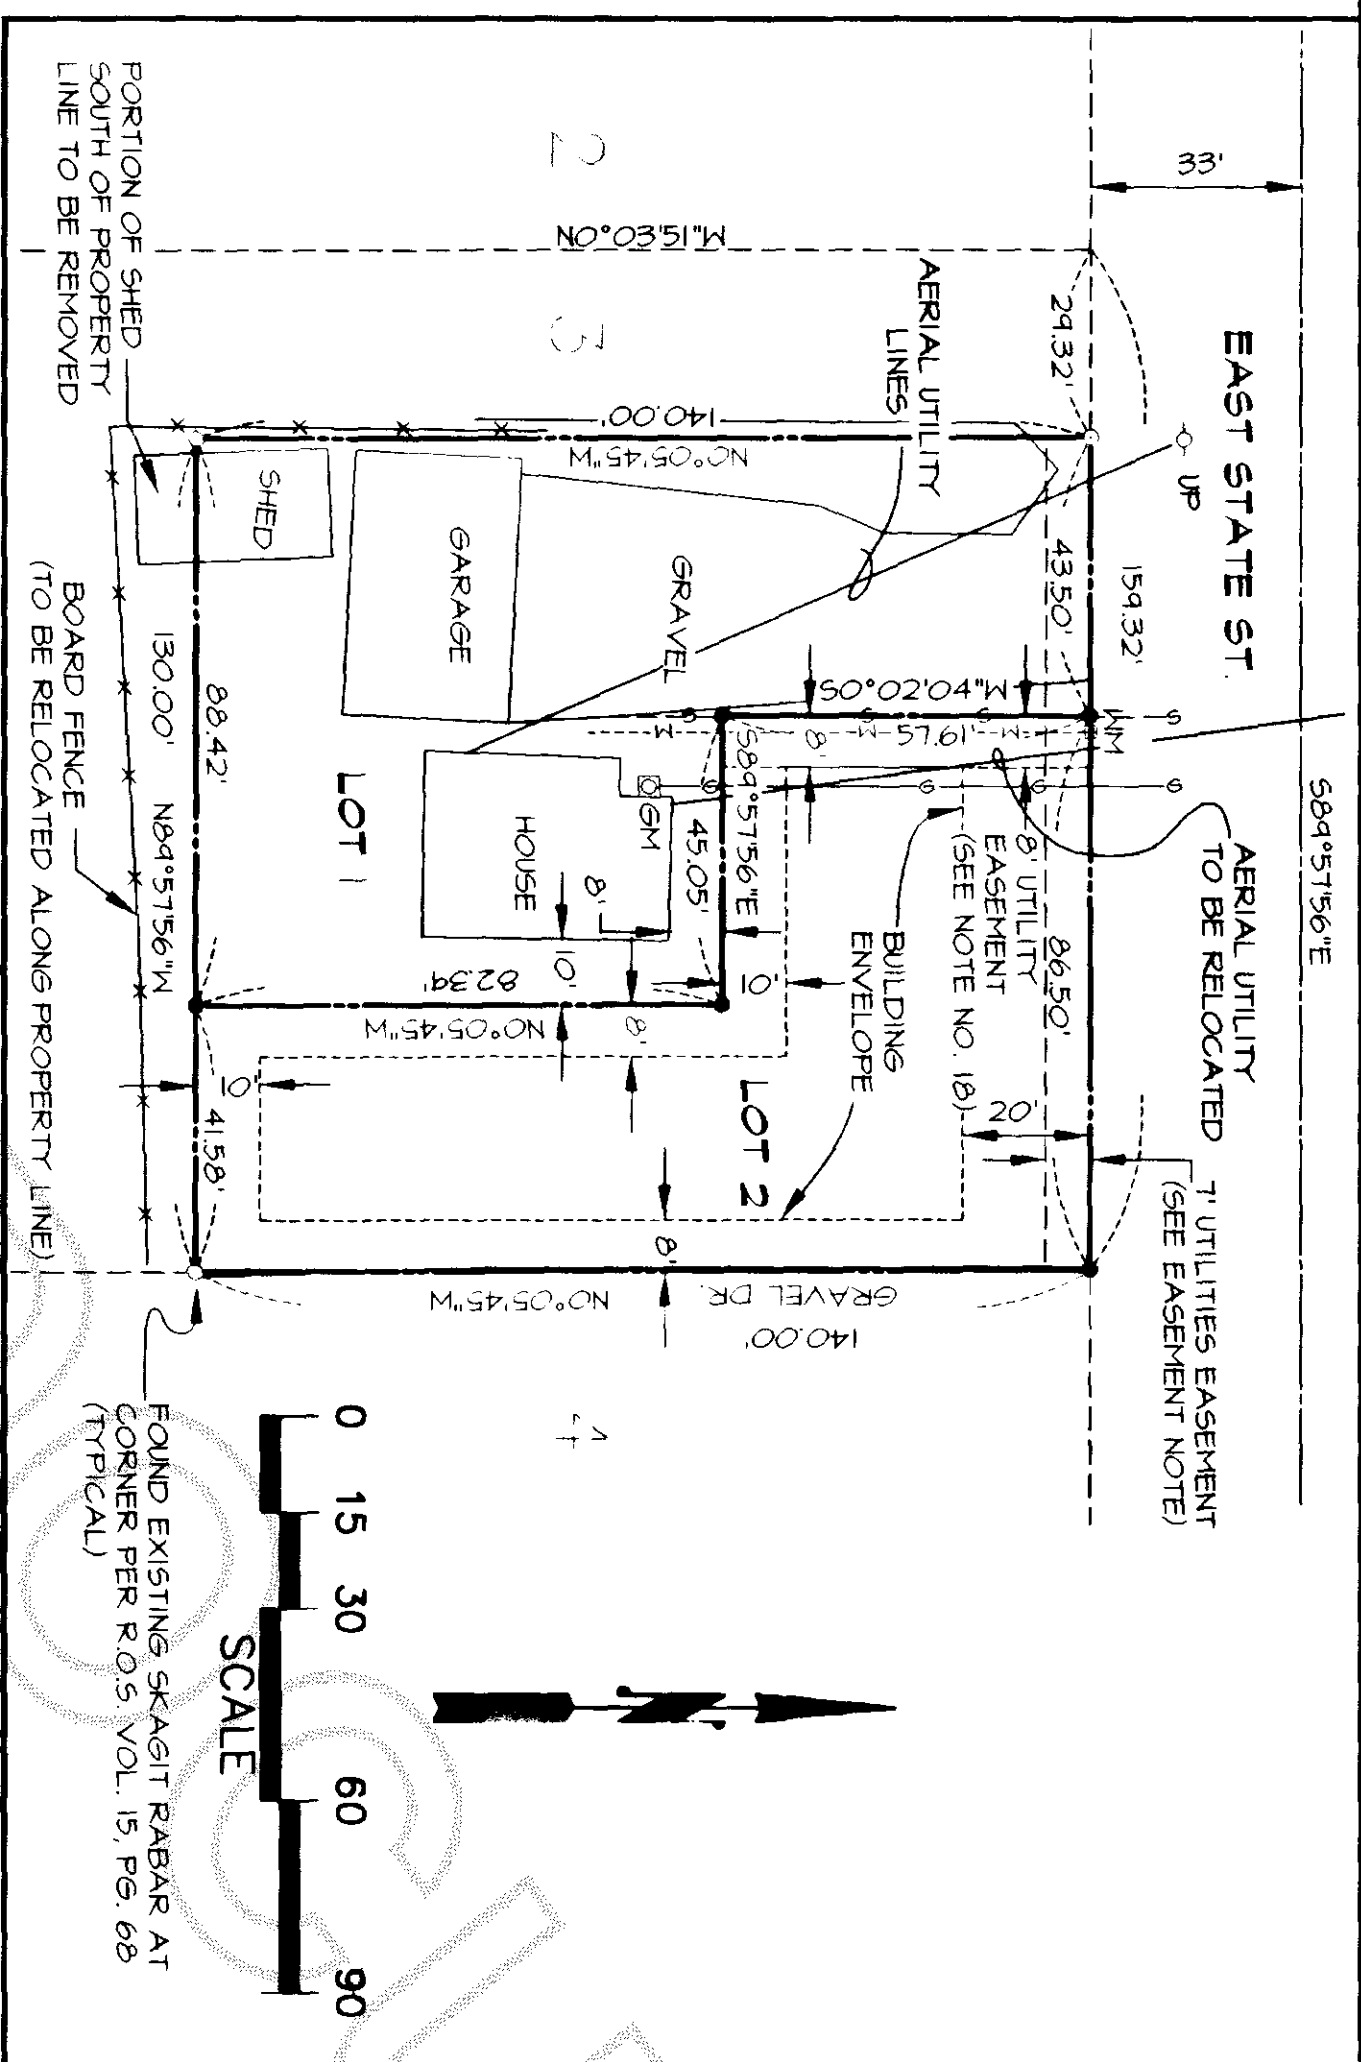 S89°57'56"E
33'
EAST STATE ST.
159.32'
UP
29.32'
43.50'
86.50'
AERIAL UTILITY
TO BE RELOCATED
7' UTILITIES EASEMENT
(SEE EASEMENT NOTE)
AERIAL UTILITY
LINES
N0°03'51"W
140.00'
N0°05'45"W
S0°02'04"W
57.61'
WM
8'
8' UTILITY
EASEMENT
(SEE NOTE NO. 18)
20'
BUILDING
ENVELOPE
GRAVEL
GARAGE
SHED
GM
HOUSE
S89°57'56"E
45.05'
8'
10'
10'
8'
82.39'
N0°05'45"W
LOT 1
LOT 2
8'
GRAVEL DR.
N0°05'45"W
140.00'
3
4
88.42'
10'
41.58'
130.00' N89°57'56"W
PORTION OF SHED
SOUTH OF PROPERTY
LINE TO BE REMOVED
BOARD FENCE
(TO BE RELOCATED ALONG PROPERTY LINE)
0 15 30 60 90
SCALE
FOUND EXISTING SKAGIT RABAR AT
CORNER PER R.O.S. VOL. 15, PG. 68
(TYPICAL)